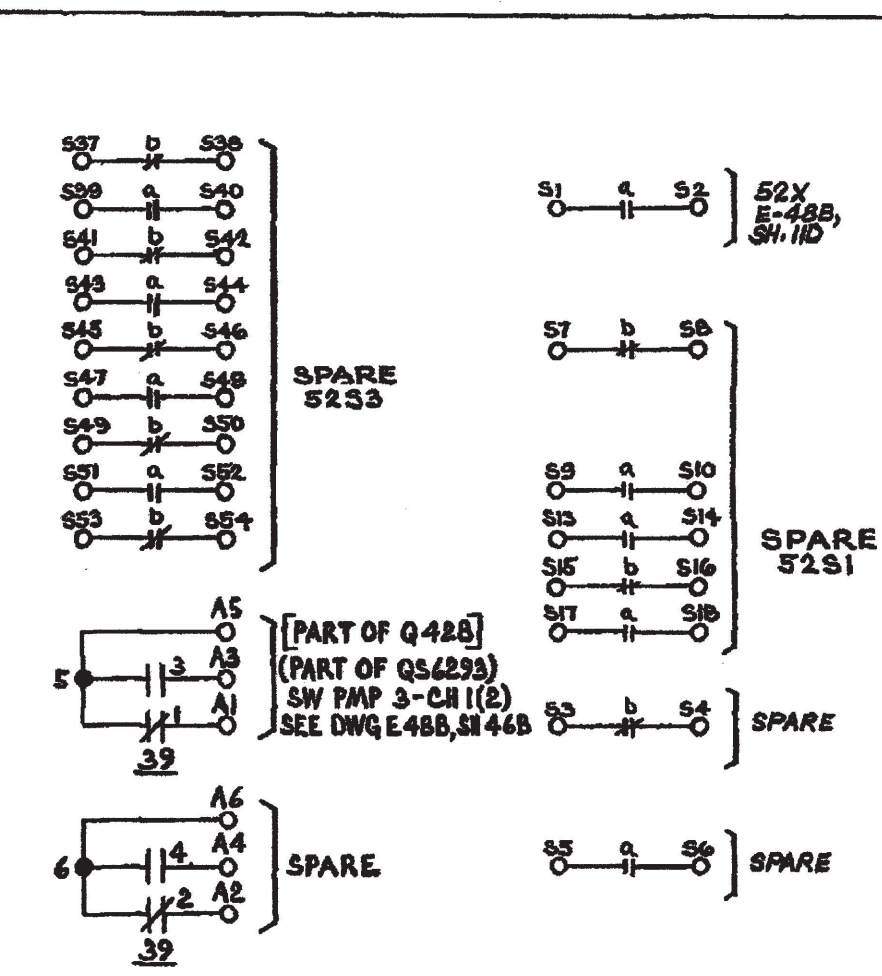 S37 b S38
S39 a S40
S41 b S42
S43 a S44
S45 b S46
S47 a S48
S49 b S50
S51 a S52
S53 b S54
SPARE
52S3
A5
5 3 A3
1 A1
39
[PART OF Q42B]
(PART OF QS6293)
SW PMP 3-CH 1(2)
SEE DWG E48B, SH 46B
A6
6 4 A4
2 A2
39
SPARE
S1 a S2
52X
E-48B,
SH. 11D
S7 b S8
S9 a S10
S13 a S14
S15 b S16
S17 a S18
SPARE
52S1
S3 b S4
SPARE
S5 a S6
SPARE